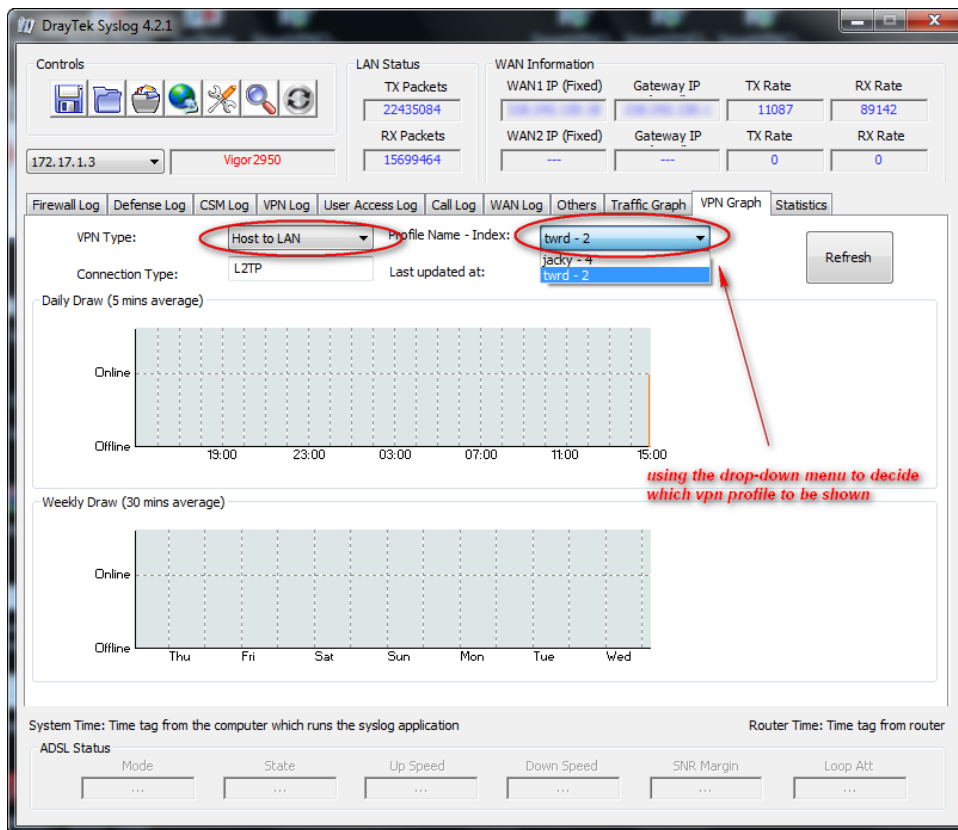 DrayTek Syslog 4.2.1
Controls
LAN Status
WAN Information
TX Packets
WAN1 IP (Fixed) Gateway IP TX Rate RX Rate
22435084
11087 89142
RX Packets
WAN2 IP (Fixed) Gateway IP TX Rate RX Rate
172.17.1.3 Vigor2950
15699464
--- --- 0 0
Firewall Log Defense Log CSM Log VPN Log User Access Log Call Log WAN Log Others Traffic Graph VPN Graph Statistics
VPN Type: Host to LAN Profile Name - Index: twrd - 2
Refresh
jacky - 4
twrd - 2
Connection Type: L2TP Last updated at:
Daily Draw (5 mins average)
Online
Offline
19:00 23:00 03:00 07:00 11:00 15:00
using the drop-down menu to decide
which vpn profile to be shown
Weekly Draw (30 mins average)
Online
Offline
Thu Fri Sat Sun Mon Tue Wed
System Time: Time tag from the computer which runs the syslog application Router Time: Time tag from router
ADSL Status
Mode State Up Speed Down Speed SNR Margin Loop Att
... ... ... ... ... ...